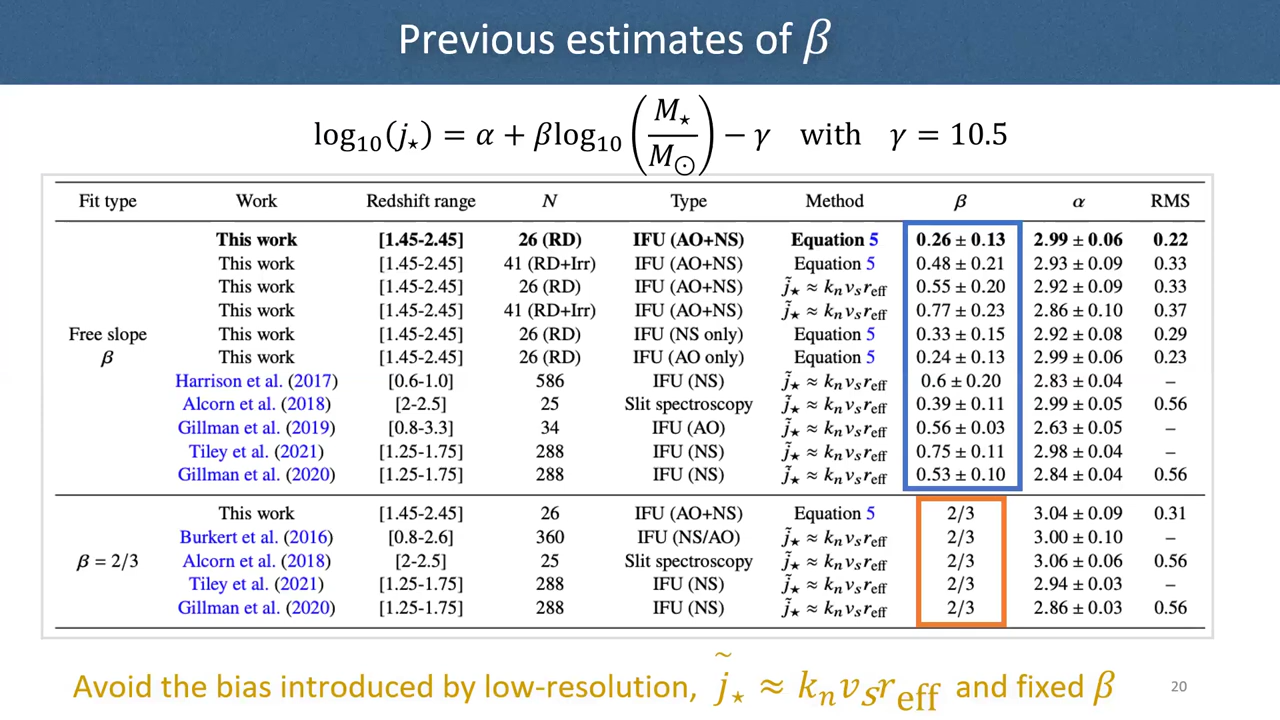 Previous estimates of β
log₁₀(j⋆) = α + βlog₁₀(M⋆/M⊙) − γ with γ = 10.5
Fit type Work Redshift range N Type Method β α RMS
This work [1.45-2.45] 26 (RD) IFU (AO+NS) Equation 5 0.26 ± 0.13 2.99 ± 0.06 0.22
This work [1.45-2.45] 41 (RD+Irr) IFU (AO+NS) Equation 5 0.48 ± 0.21 2.93 ± 0.09 0.33
This work [1.45-2.45] 26 (RD) IFU (AO+NS) j̃⋆ ≈ kₙvₛr_eff 0.55 ± 0.20 2.92 ± 0.09 0.33
This work [1.45-2.45] 41 (RD+Irr) IFU (AO+NS) j̃⋆ ≈ kₙvₛr_eff 0.77 ± 0.23 2.86 ± 0.10 0.37
Free slope This work [1.45-2.45] 26 (RD) IFU (NS only) Equation 5 0.33 ± 0.15 2.92 ± 0.08 0.29
β This work [1.45-2.45] 26 (RD) IFU (AO only) Equation 5 0.24 ± 0.13 2.99 ± 0.06 0.23
Harrison et al. (2017) [0.6-1.0] 586 IFU (NS) j̃⋆ ≈ kₙvₛr_eff 0.6 ± 0.20 2.83 ± 0.04 –
Alcorn et al. (2018) [2-2.5] 25 Slit spectroscopy j̃⋆ ≈ kₙvₛr_eff 0.39 ± 0.11 2.99 ± 0.05 0.56
Gillman et al. (2019) [0.8-3.3] 34 IFU (AO) j̃⋆ ≈ kₙvₛr_eff 0.56 ± 0.03 2.63 ± 0.05 –
Tiley et al. (2021) [1.25-1.75] 288 IFU (NS) j̃⋆ ≈ kₙvₛr_eff 0.75 ± 0.11 2.98 ± 0.04 –
Gillman et al. (2020) [1.25-1.75] 288 IFU (NS) j̃⋆ ≈ kₙvₛr_eff 0.53 ± 0.10 2.84 ± 0.04 0.56
This work [1.45-2.45] 26 IFU (AO+NS) Equation 5 2/3 3.04 ± 0.09 0.31
Burkert et al. (2016) [0.8-2.6] 360 IFU (NS/AO) j̃⋆ ≈ kₙvₛr_eff 2/3 3.00 ± 0.10 –
β = 2/3 Alcorn et al. (2018) [2-2.5] 25 Slit spectroscopy j̃⋆ ≈ kₙvₛr_eff 2/3 3.06 ± 0.06 0.56
Tiley et al. (2021) [1.25-1.75] 288 IFU (NS) j̃⋆ ≈ kₙvₛr_eff 2/3 2.94 ± 0.03 –
Gillman et al. (2020) [1.25-1.75] 288 IFU (NS) j̃⋆ ≈ kₙvₛr_eff 2/3 2.86 ± 0.03 0.56
Avoid the bias introduced by low-resolution, j̃⋆ ≈ kₙvₛr_eff and fixed β
20